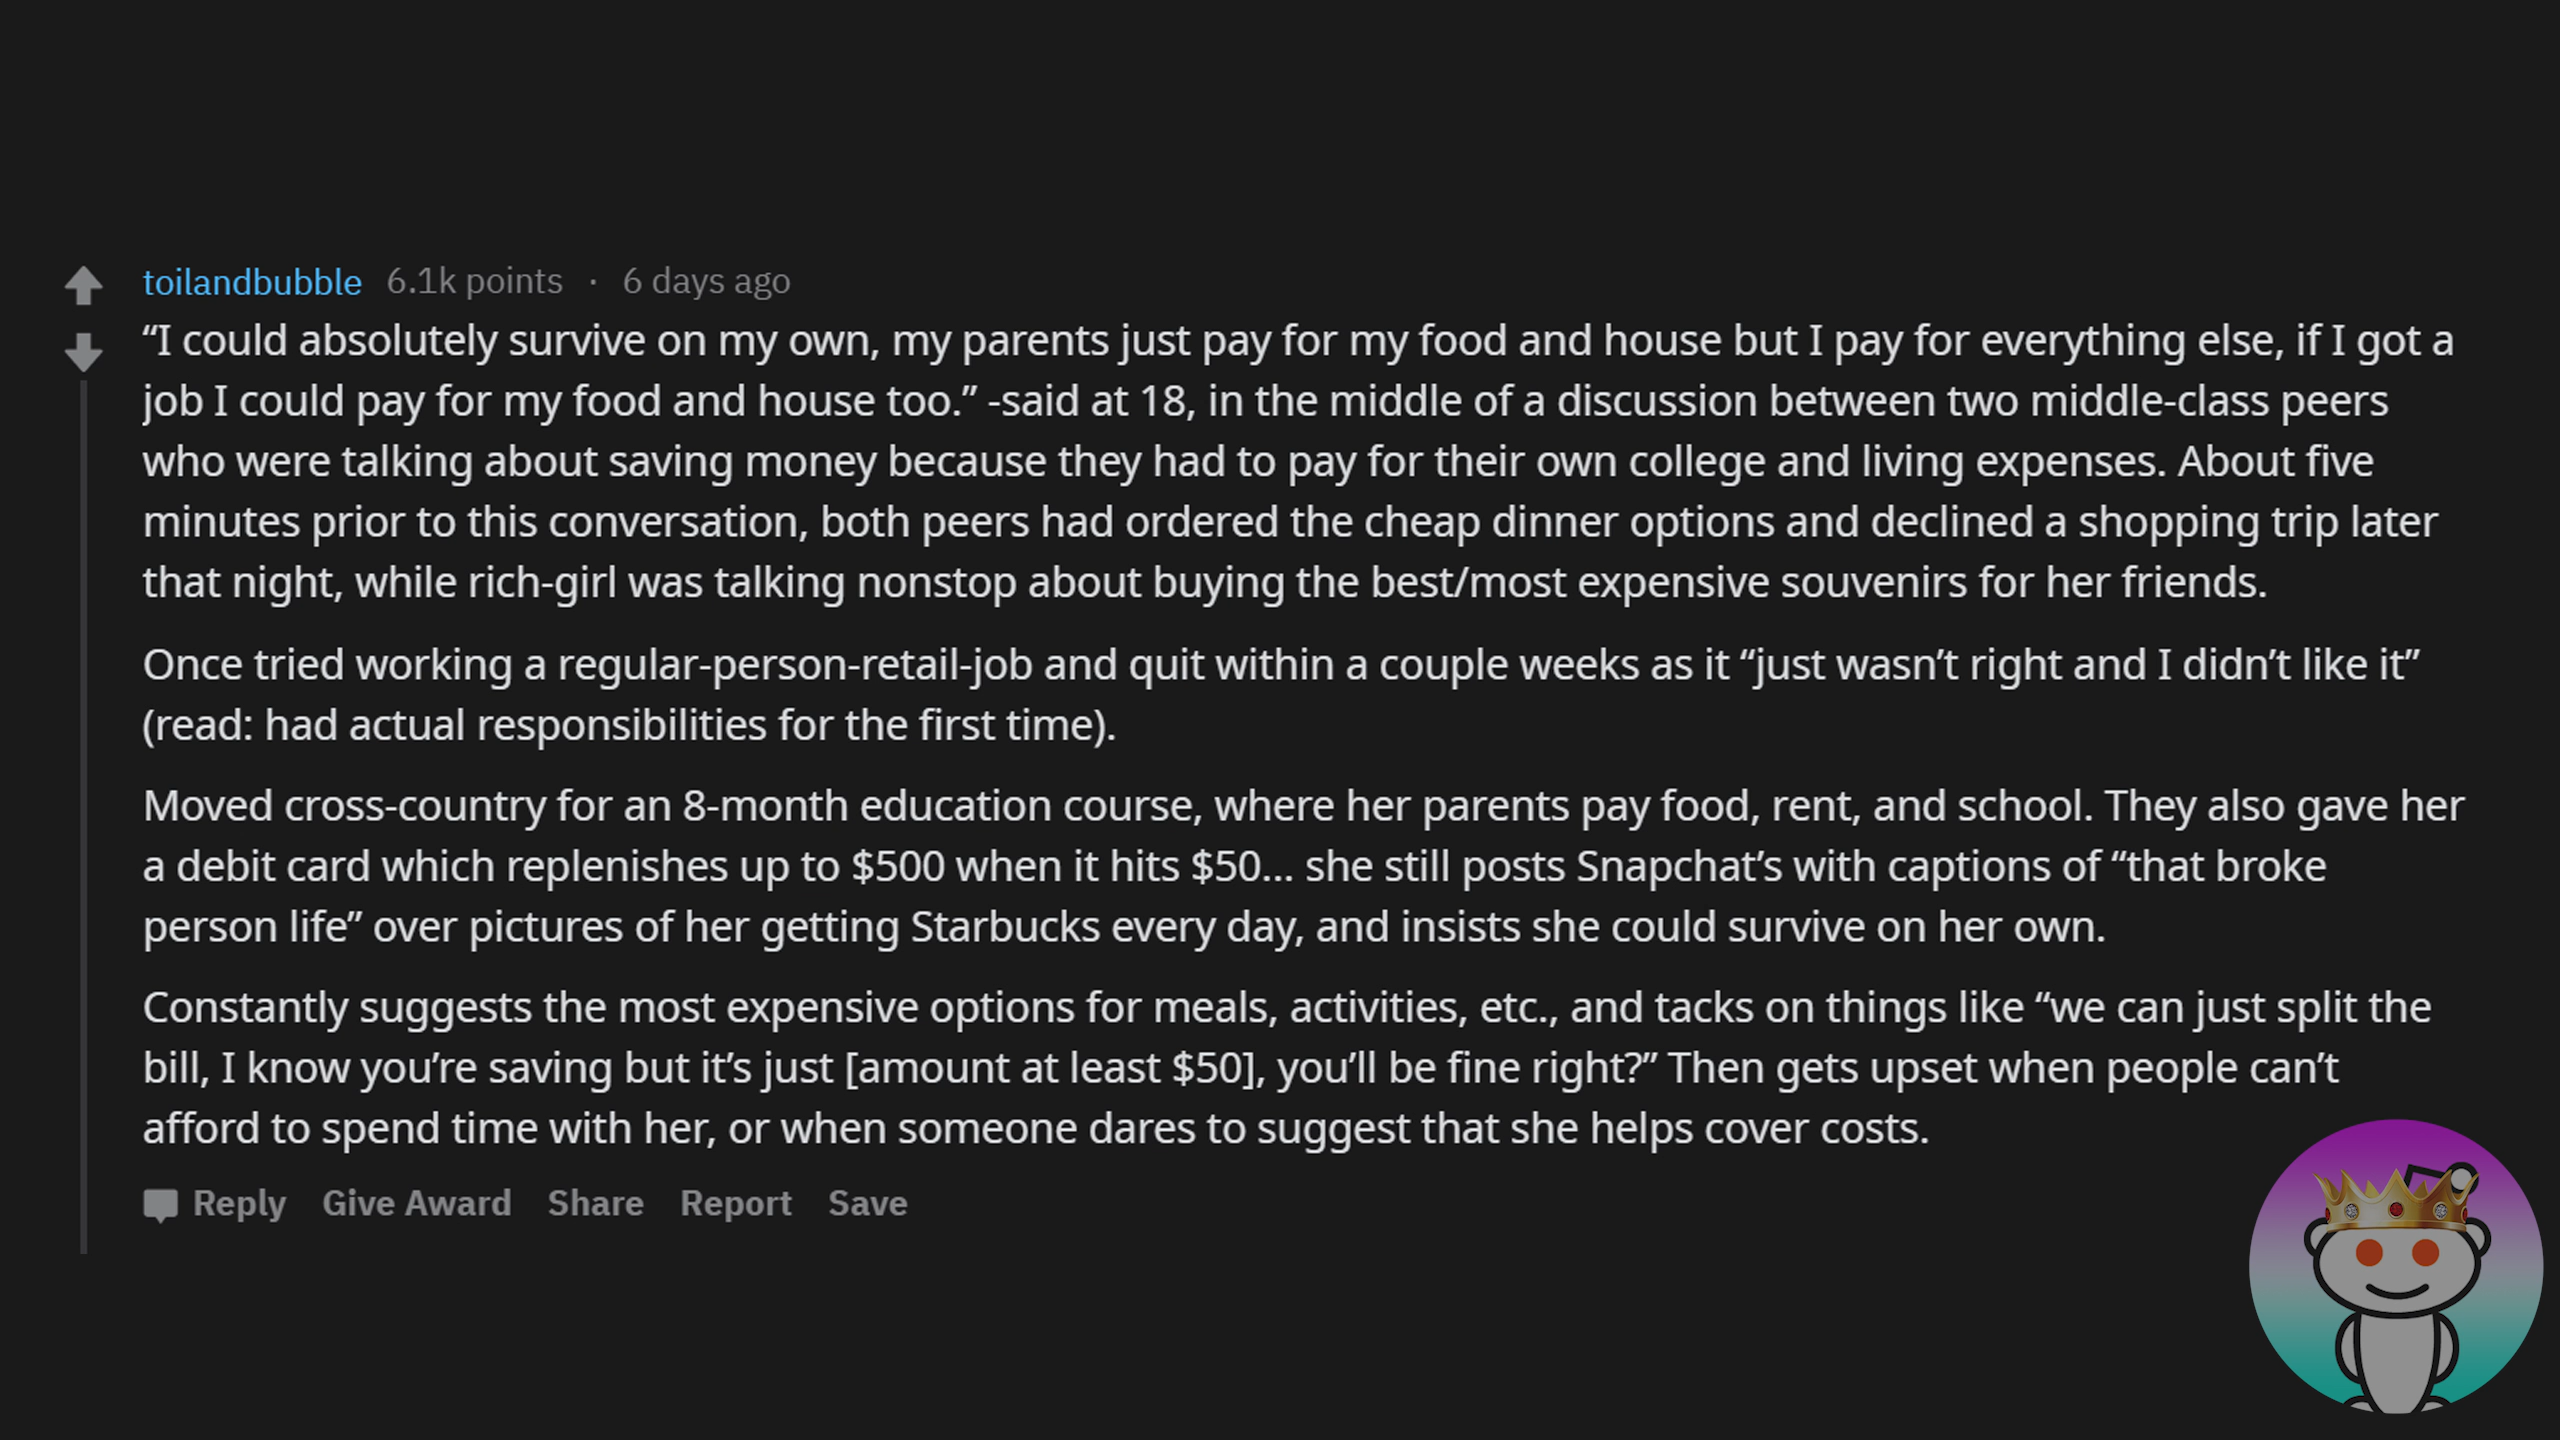 toilandbubble 6.1k points · 6 days ago
“I could absolutely survive on my own, my parents just pay for my food and house but I pay for everything else, if I got a
job I could pay for my food and house too.” -said at 18, in the middle of a discussion between two middle-class peers
who were talking about saving money because they had to pay for their own college and living expenses. About five
minutes prior to this conversation, both peers had ordered the cheap dinner options and declined a shopping trip later
that night, while rich-girl was talking nonstop about buying the best/most expensive souvenirs for her friends.
Once tried working a regular-person-retail-job and quit within a couple weeks as it “just wasn’t right and I didn’t like it”
(read: had actual responsibilities for the first time).
Moved cross-country for an 8-month education course, where her parents pay food, rent, and school. They also gave her
a debit card which replenishes up to $500 when it hits $50... she still posts Snapchat’s with captions of “that broke
person life” over pictures of her getting Starbucks every day, and insists she could survive on her own.
Constantly suggests the most expensive options for meals, activities, etc., and tacks on things like “we can just split the
bill, I know you’re saving but it’s just [amount at least $50], you’ll be fine right?” Then gets upset when people can’t
afford to spend time with her, or when someone dares to suggest that she helps cover costs.
Reply Give Award Share Report Save